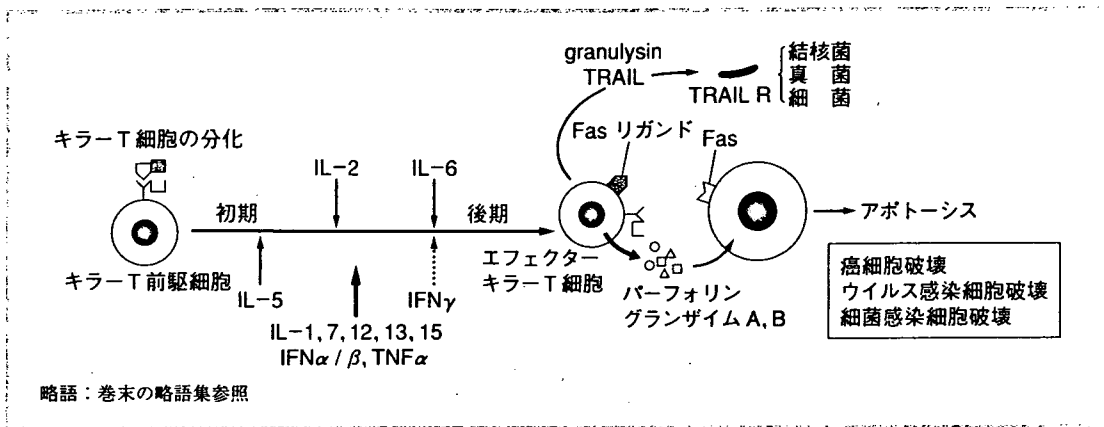 granulysin
TRAIL
TRAIL R
結核菌
真 菌
細 菌
Fas リガンド
Fas
キラーT細胞の分化
IL−2
IL−6
初期
後期
アポトーシス
キラーT前駆細胞
エフェクター
キラーT細胞
IL−5
IFNγ
パーフォリン
グランザイム A, B
IL−1, 7, 12, 13, 15
IFNα / β, TNFα
癌細胞破壊
ウイルス感染細胞破壊
細菌感染細胞破壊
略語：巻末の略語集参照